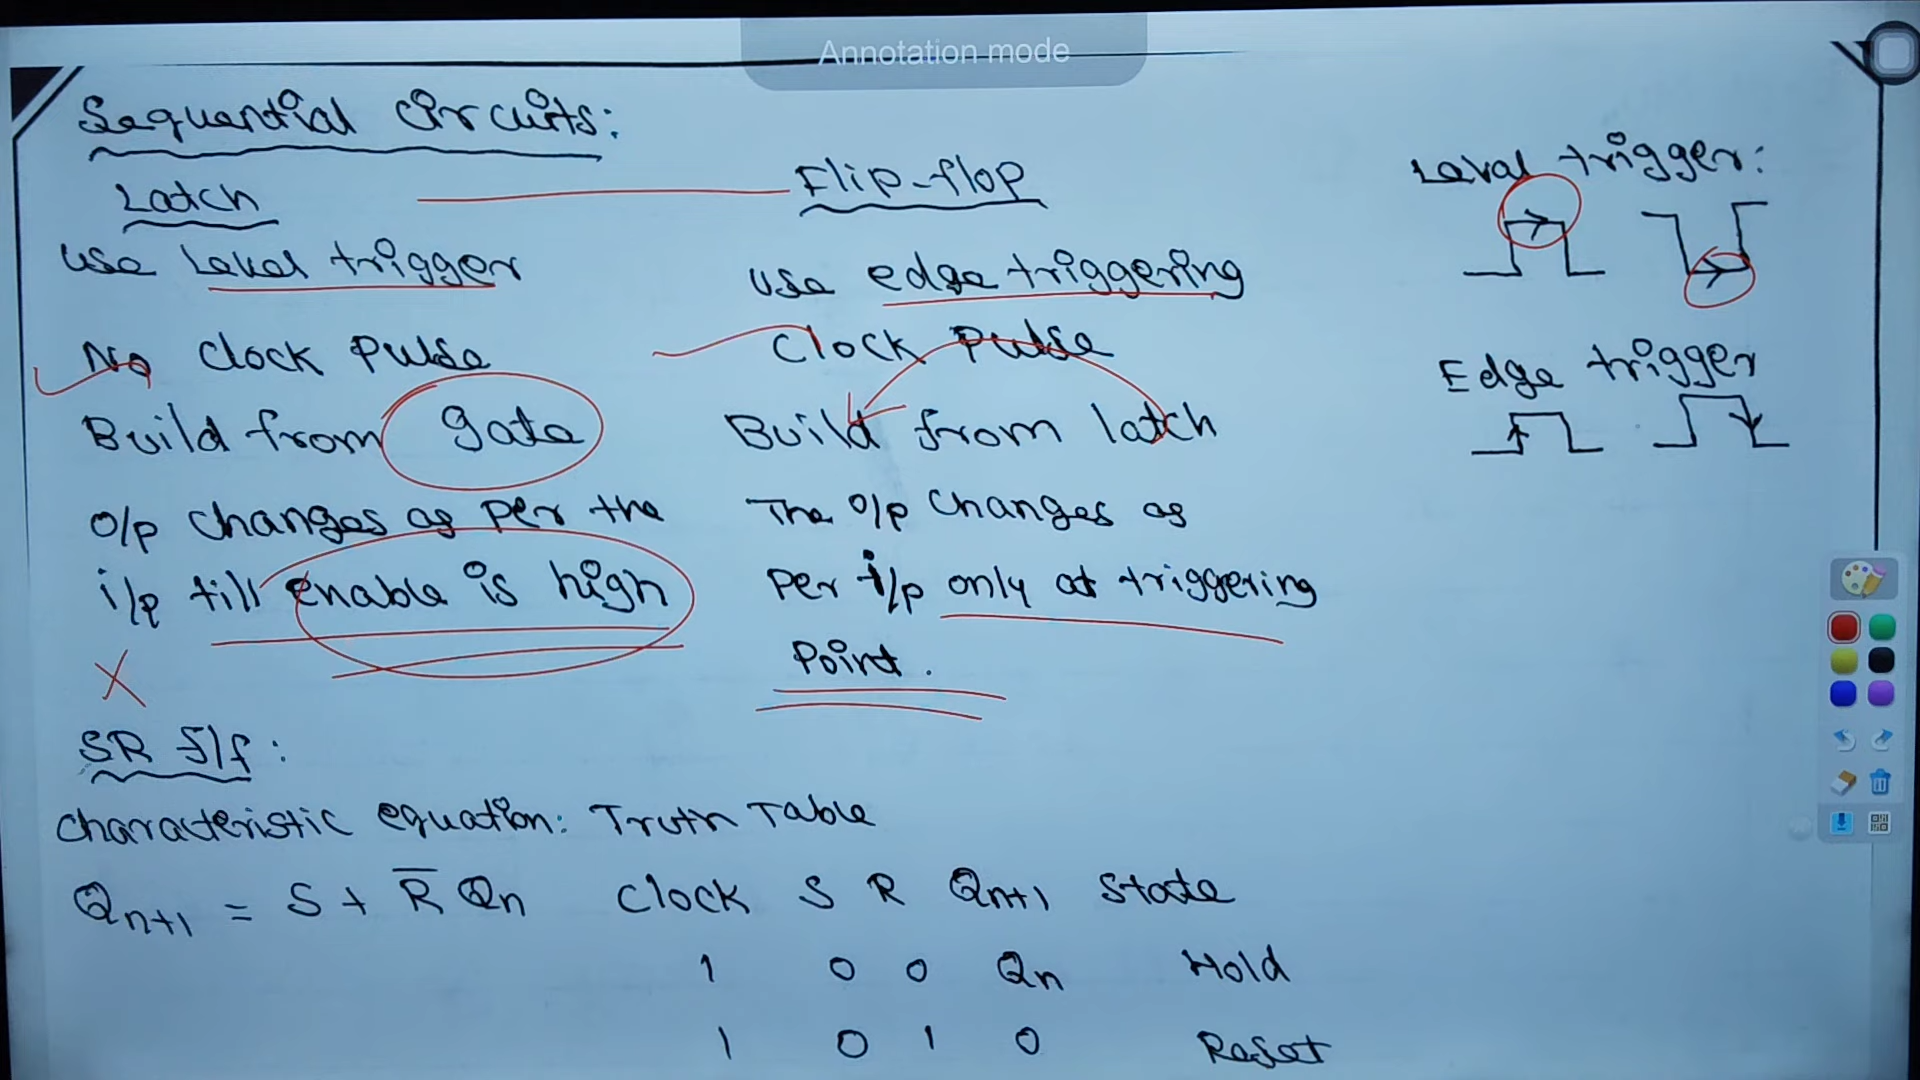 Annotation mode
Sequential circuits:
Latch
Flip-flop
Use Level trigger
Use edge triggering
No Clock Pulse
Clock Pulse
Build from gate
Build from latch
O/p changes as per the
i/p till enable is high
The O/p changes as
Per i/p only at triggering
Point.
Level trigger:
Edge trigger
X
SR f/f:
Characteristic equation: Truth Table
Qn+1 = S + R̅ Qn
Clock S R Qn+1 State
1 0 0 Qn Hold
1 0 1 0 Reset